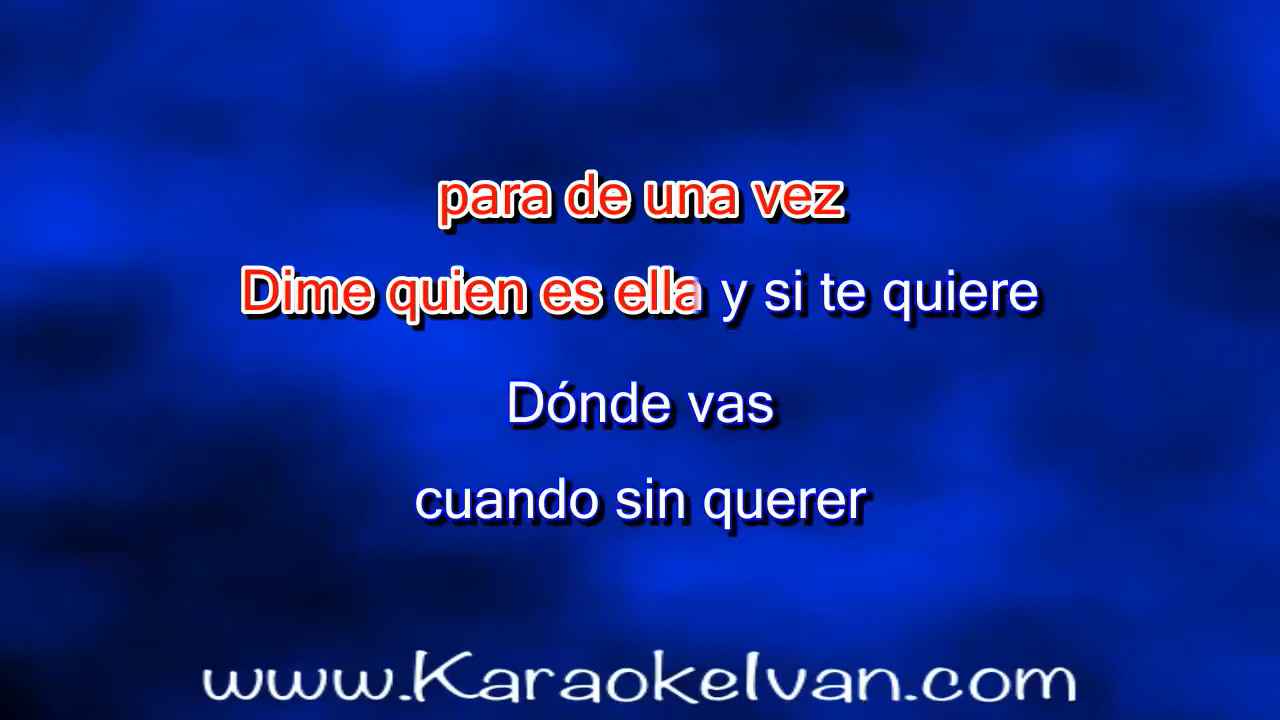 para de una vez
Dime quien es ella y si te quiere
Dónde vas
cuando sin querer
www.KaraokeIvan.com